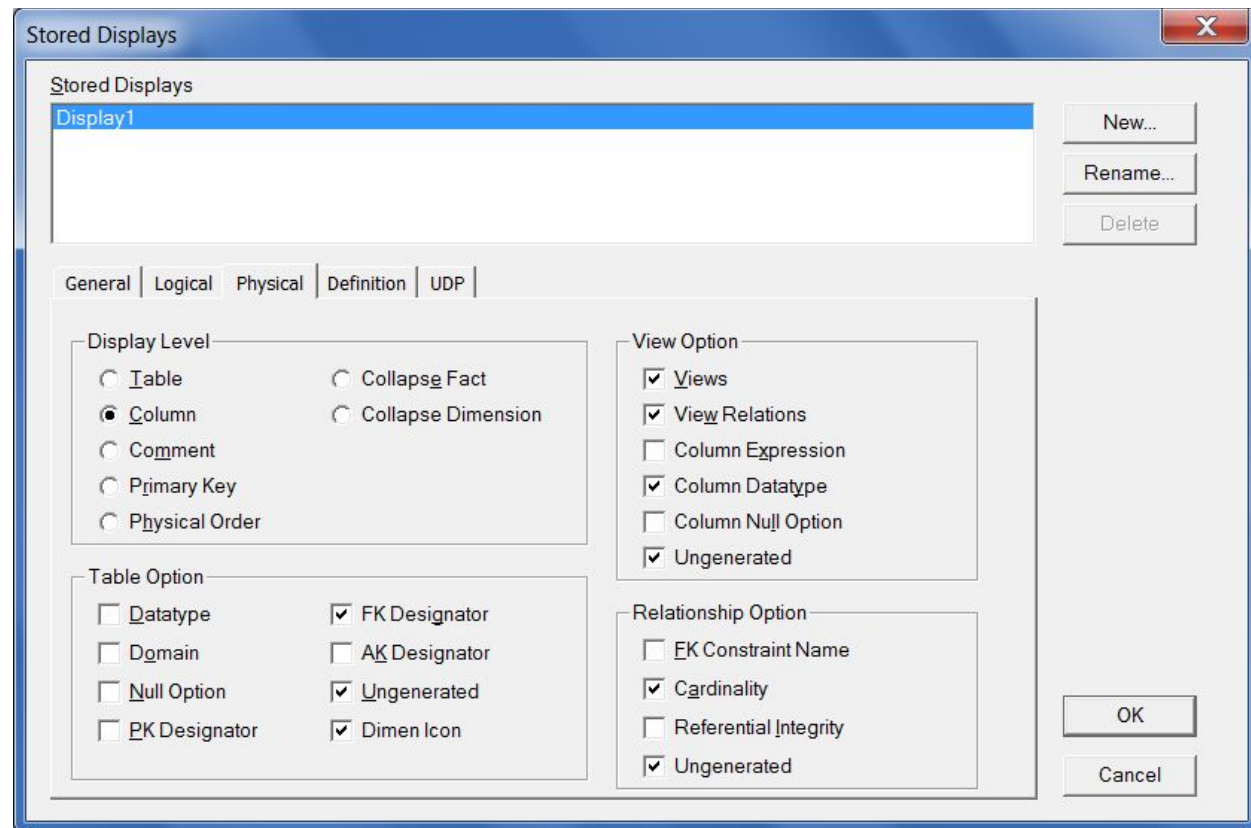 Stored Displays
Stored Displays
Display1
New...
Rename...
Delete
General
Logical
Physical
Definition
UDP
Display Level
Table
Collapse Fact
Column
Collapse Dimension
Comment
Primary Key
Physical Order
Table Option
Datatype
FK Designator
Domain
AK Designator
Null Option
Ungenerated
PK Designator
Dimen Icon
View Option
Views
View Relations
Column Expression
Column Datatype
Column Null Option
Ungenerated
Relationship Option
FK Constraint Name
Cardinality
Referential Integrity
Ungenerated
OK
Cancel